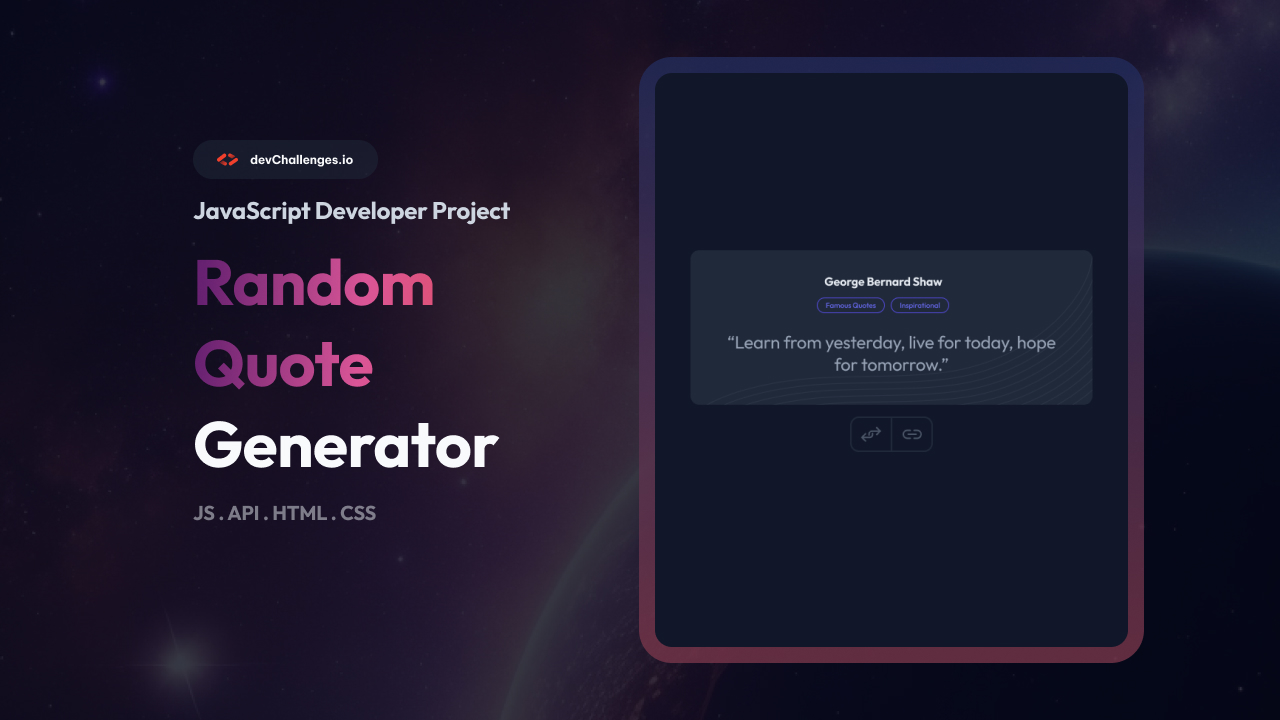 devChallenges.io
JavaScript Developer Project
Random
Quote
Generator
JS . API . HTML . CSS
George Bernard Shaw
Famous Quotes Inspirational
“Learn from yesterday, live for today, hope
for tomorrow.”